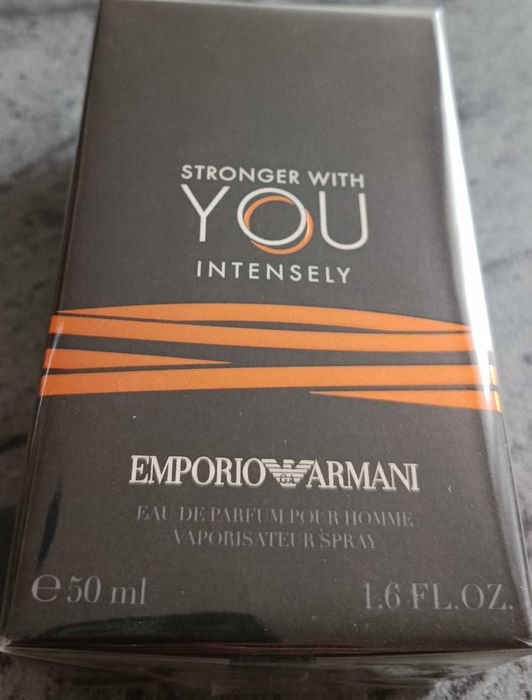 STRONGER WITH
YOU
INTENSELY
EMPORIO ARMANI
EAU DE PARFUM POUR HOMME
VAPORISATEUR SPRAY
℮50 ml 1.6 FL.OZ.